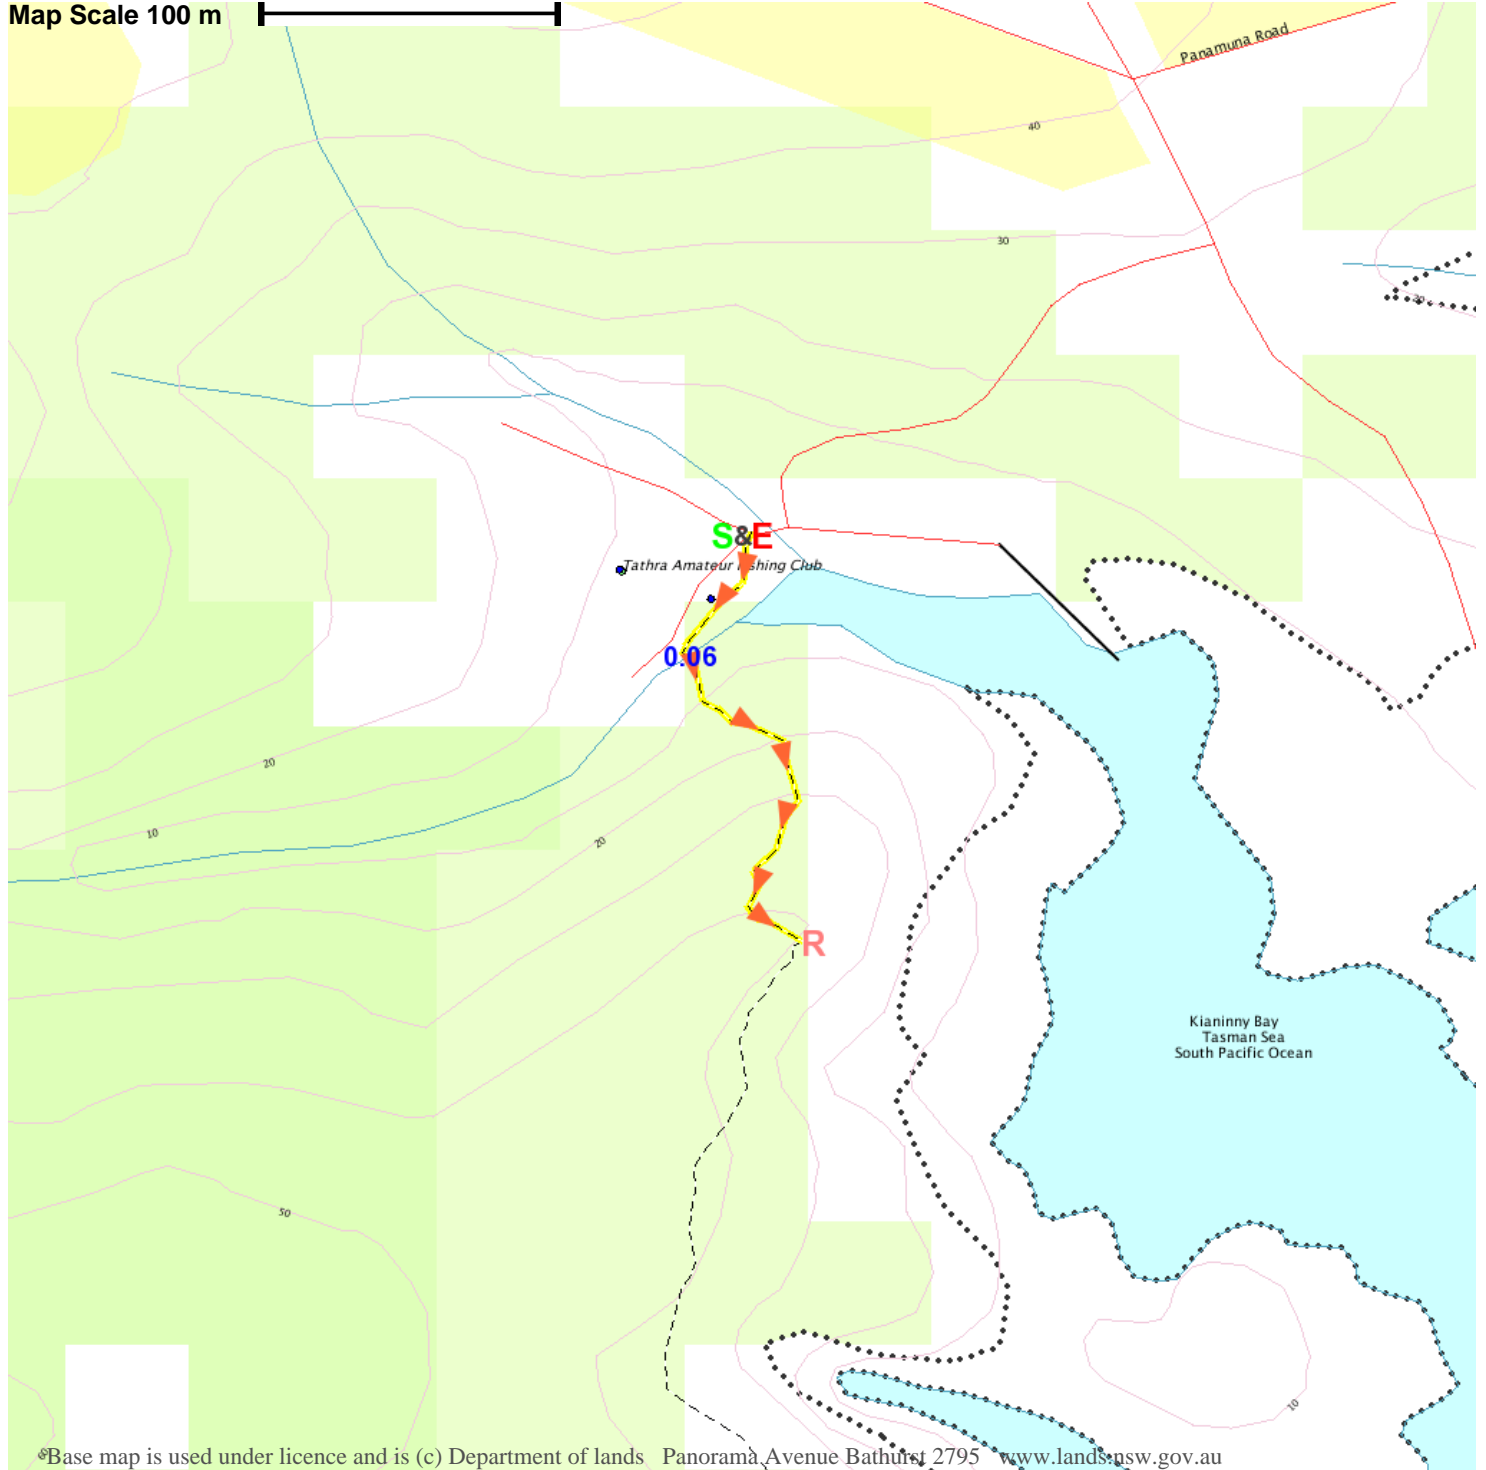 Map Scale 100 m
Panamuna Road
40
30
20
S&E
Tathra Amateur Fishing Club
0.06
20
10
20
R
Kianinny Bay
Tasman Sea
South Pacific Ocean
50
10
Base map is used under licence and is (c) Department of lands Panorama Avenue Bathurst 2795 www.lands.nsw.gov.au